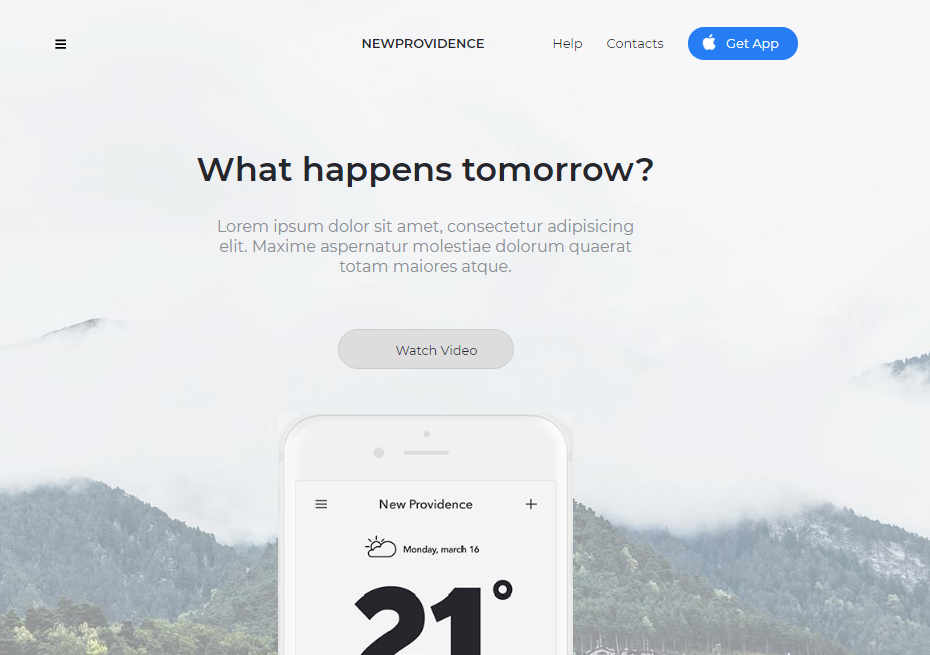 NEWPROVIDENCE
Help
Contacts
Get App
What happens tomorrow?
Lorem ipsum dolor sit amet, consectetur adipisicing
elit. Maxime aspernatur molestiae dolorum quaerat
totam maiores atque.
Watch Video
New Providence
Monday, march 16
21°